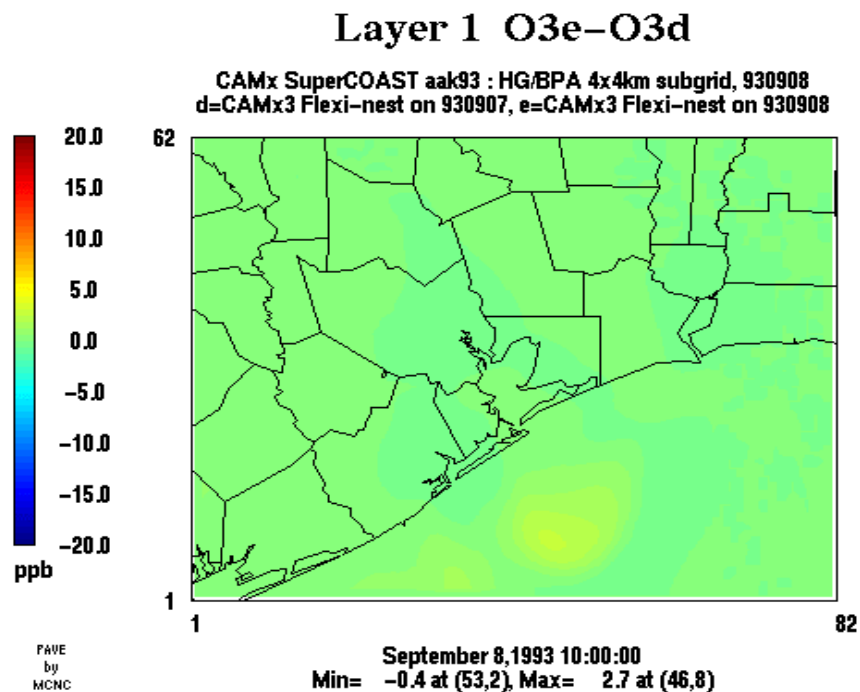 Layer 1 O3e−O3d
CAMx SuperCOAST aak93 : HG/BPA 4x4km subgrid, 930908
d=CAMx3 Flexi−nest on 930907, e=CAMx3 Flexi−nest on 930908
20.0
15.0
10.0
5.0
0.0
−5.0
−10.0
−15.0
−20.0
ppb
62
1
1
82
PAVE
by
MCNC
September 8,1993 10:00:00
Min= −0.4 at (53,2), Max= 2.7 at (46,8)